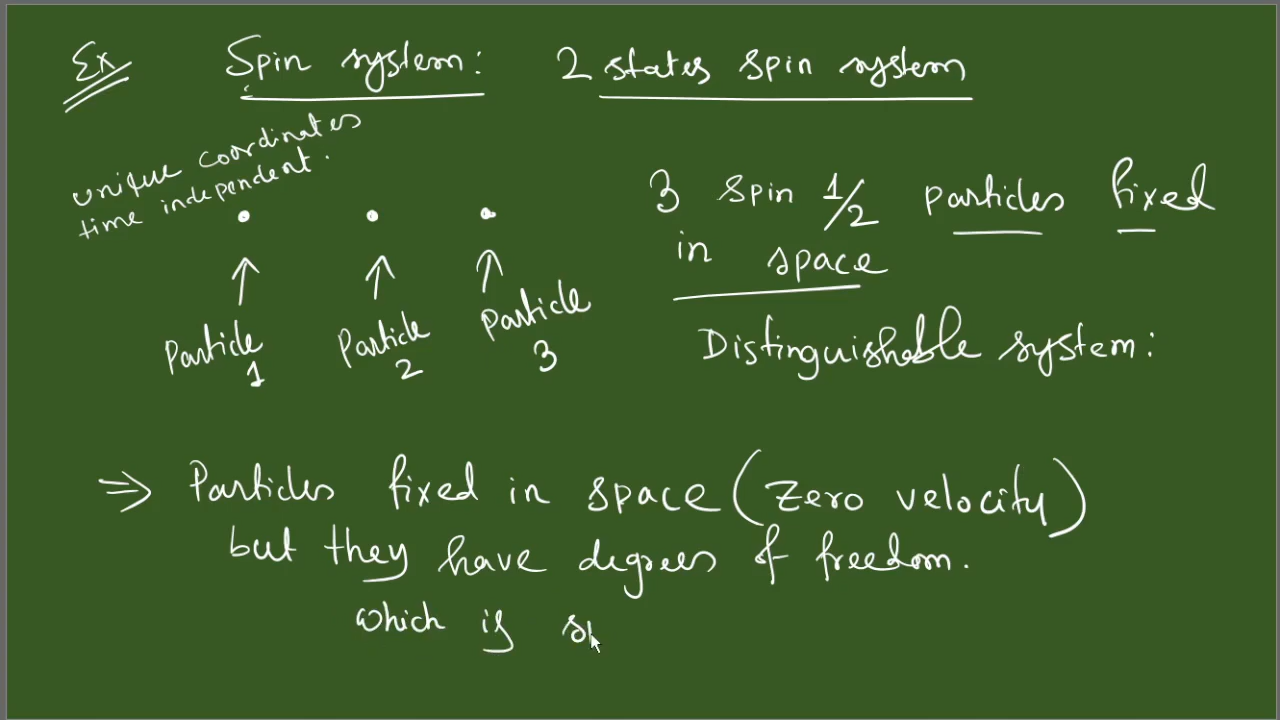 Ex Spin system: 2 states spin system
unique coordinates
time independent.
3 spin 1/2 particles fixed
in space
Particle 1
Particle 2
Particle 3
Distinguishable system:
⇒ Particles fixed in space (Zero velocity)
but they have degrees of freedom.
which is